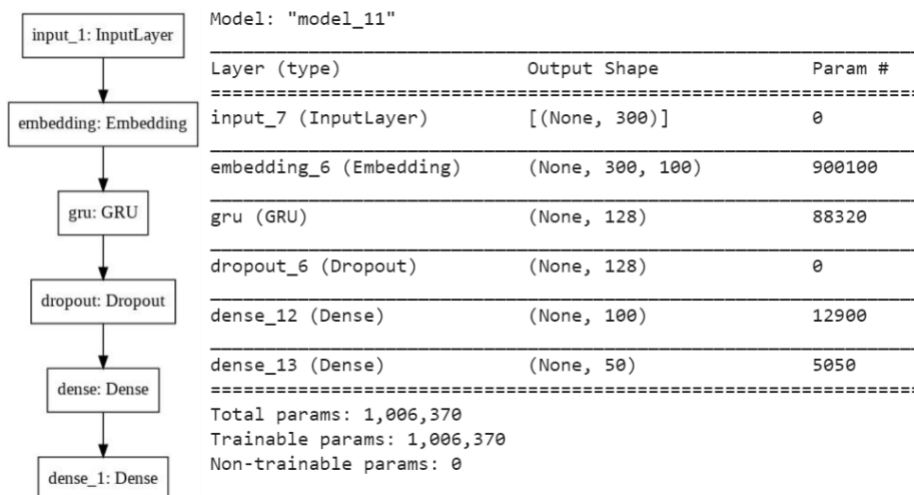 input_1: InputLayer
embedding: Embedding
gru: GRU
dropout: Dropout
dense: Dense
dense_1: Dense
Model: "model_11"
Layer (type) Output Shape Param #
input_7 (InputLayer) [(None, 300)] 0
embedding_6 (Embedding) (None, 300, 100) 900100
gru (GRU) (None, 128) 88320
dropout_6 (Dropout) (None, 128) 0
dense_12 (Dense) (None, 100) 12900
dense_13 (Dense) (None, 50) 5050
Total params: 1,006,370
Trainable params: 1,006,370
Non-trainable params: 0